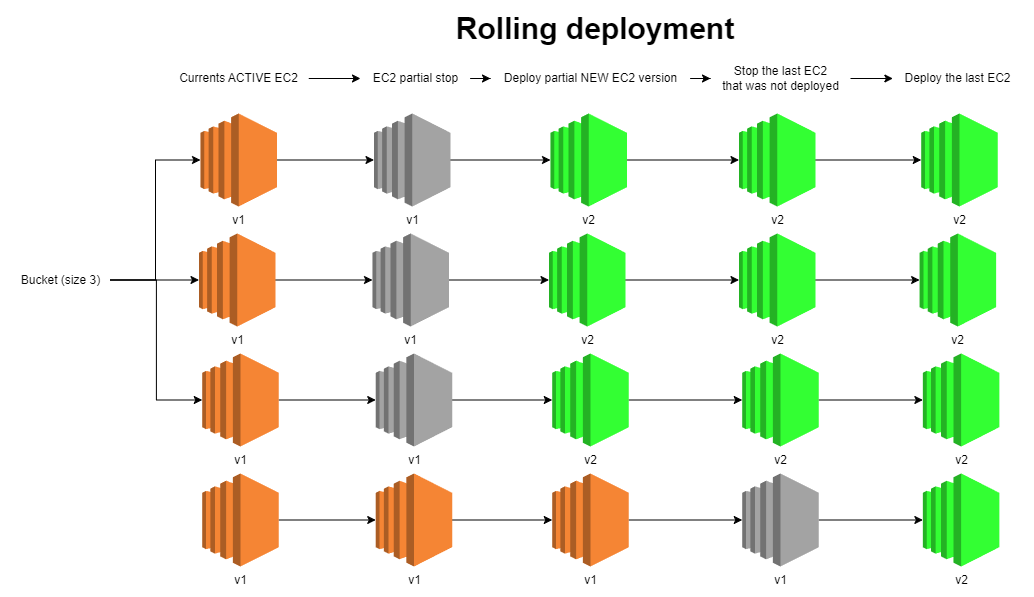 Rolling deployment
Currents ACTIVE EC2
EC2 partial stop
Deploy partial NEW EC2 version
Stop the last EC2
that was not deployed
Deploy the last EC2
v1
v1
v2
v2
v2
Bucket (size 3)
v1
v1
v2
v2
v2
v1
v1
v2
v2
v2
v1
v1
v1
v1
v2